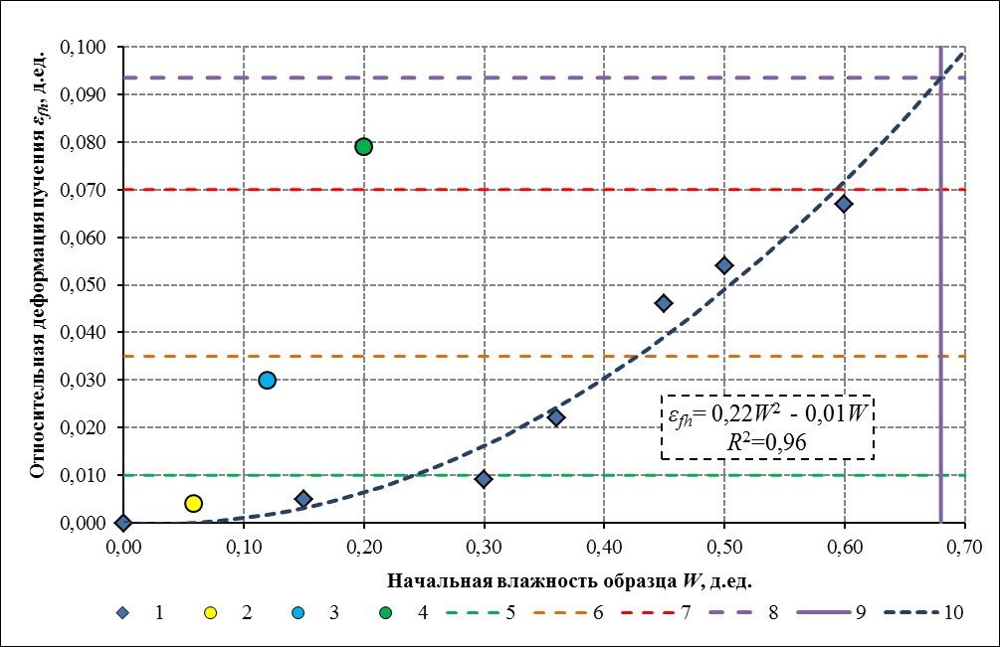 Относительная деформация пучения εfh, д.ед.
0,100
0,090
0,080
0,070
0,060
0,050
0,040
0,030
0,020
0,010
0,000
εfh= 0,22W² - 0,01W
R²=0,96
0,00 0,10 0,20 0,30 0,40 0,50 0,60 0,70
Начальная влажность образца W, д.ед.
1 2 3 4 5 6 7 8 9 10